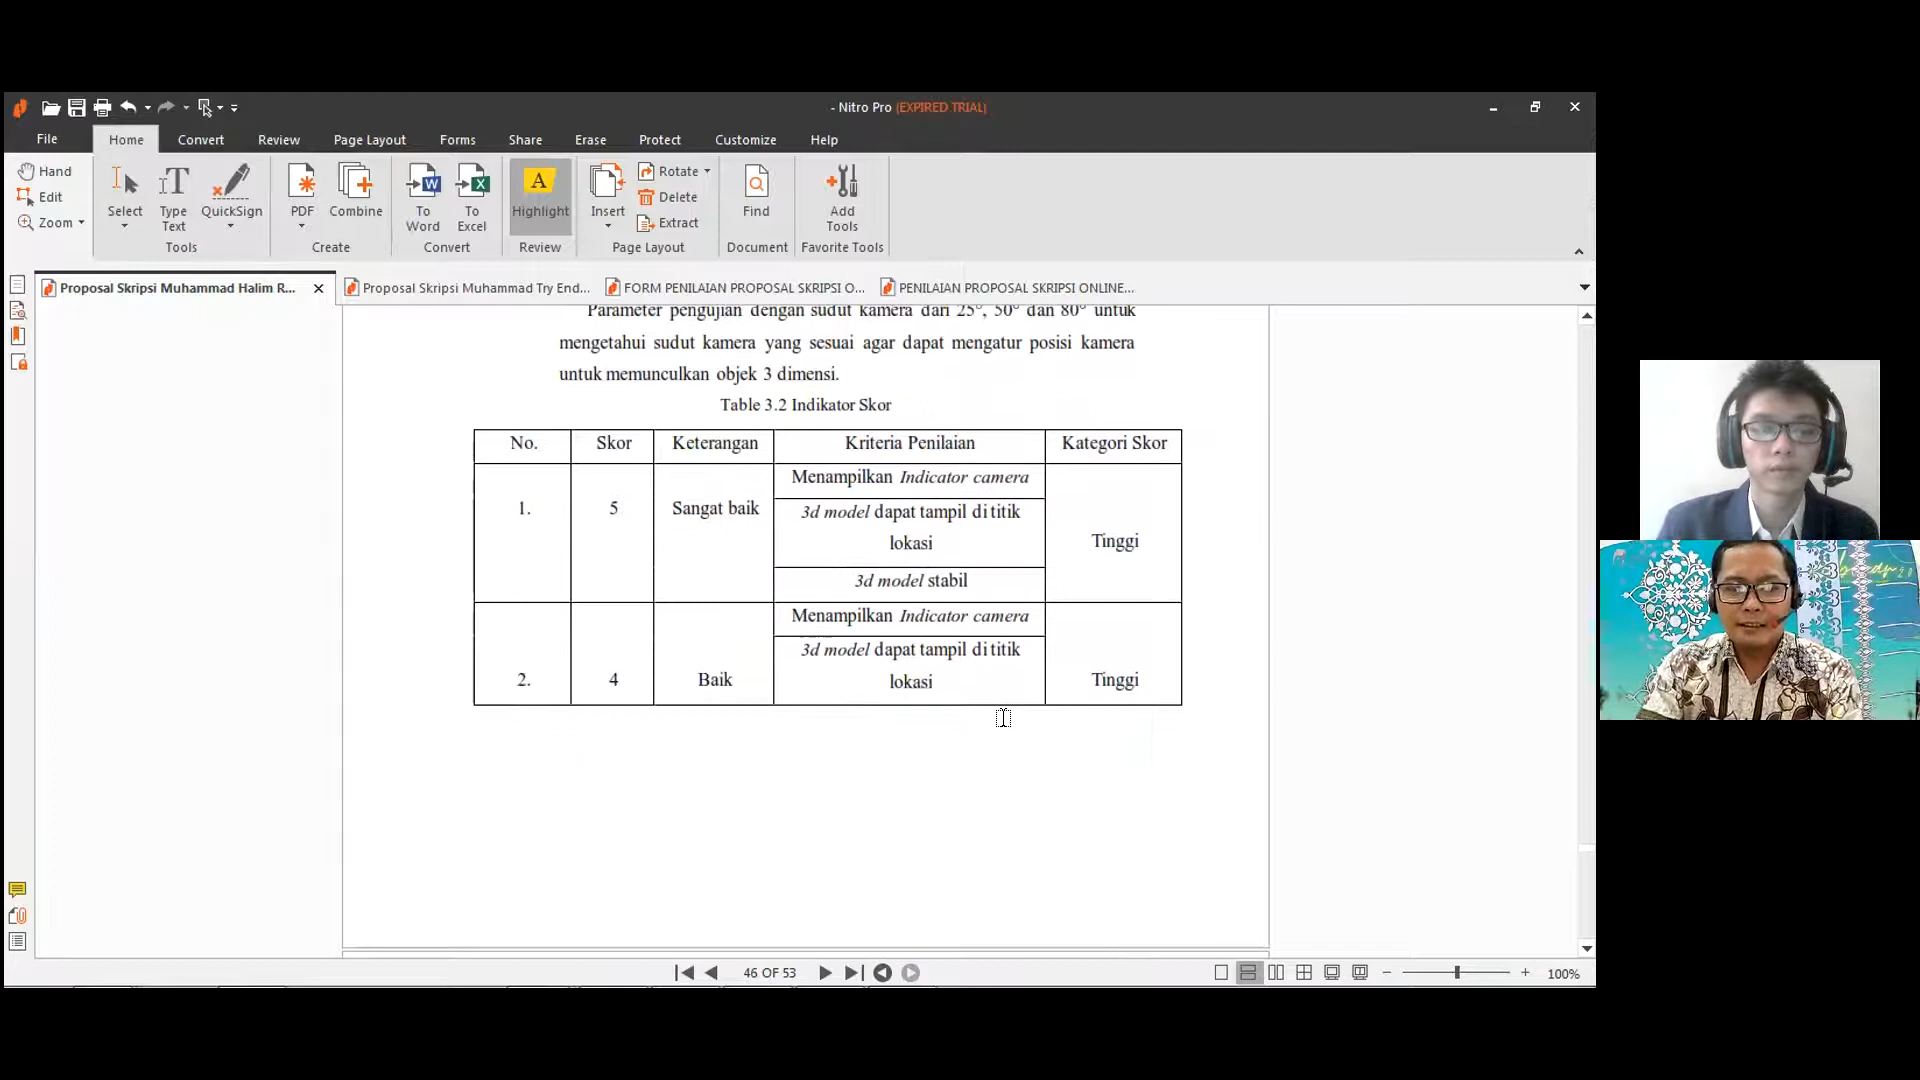 - Nitro Pro (EXPIRED TRIAL)
File Home Convert Review Page Layout Forms Share Erase Protect Customize Help
Hand
Edit
Zoom
Select
Type Text
QuickSign
Tools
PDF
Combine
Create
To Word
To Excel
Convert
A
Highlight
Review
Insert
Rotate
Delete
Extract
Page Layout
Find
Document
Add Tools
Favorite Tools
Proposal Skripsi Muhammad Halim R...
Proposal Skripsi Muhammad Try End...
FORM PENILAIAN PROPOSAL SKRIPSI O...
PENILAIAN PROPOSAL SKRIPSI ONLINE...
Parameter pengujian dengan sudut kamera dari 25°, 50° dan 80° untuk
mengetahui sudut kamera yang sesuai agar dapat mengatur posisi kamera
untuk memunculkan objek 3 dimensi.
Table 3.2 Indikator Skor
No. Skor Keterangan Kriteria Penilaian Kategori Skor
1. 5 Sangat baik
Menampilkan Indicator camera
3d model dapat tampil di titik
lokasi
3d model stabil
Tinggi
2. 4 Baik
Menampilkan Indicator camera
3d model dapat tampil di titik
lokasi
Tinggi
46 OF 53
100%